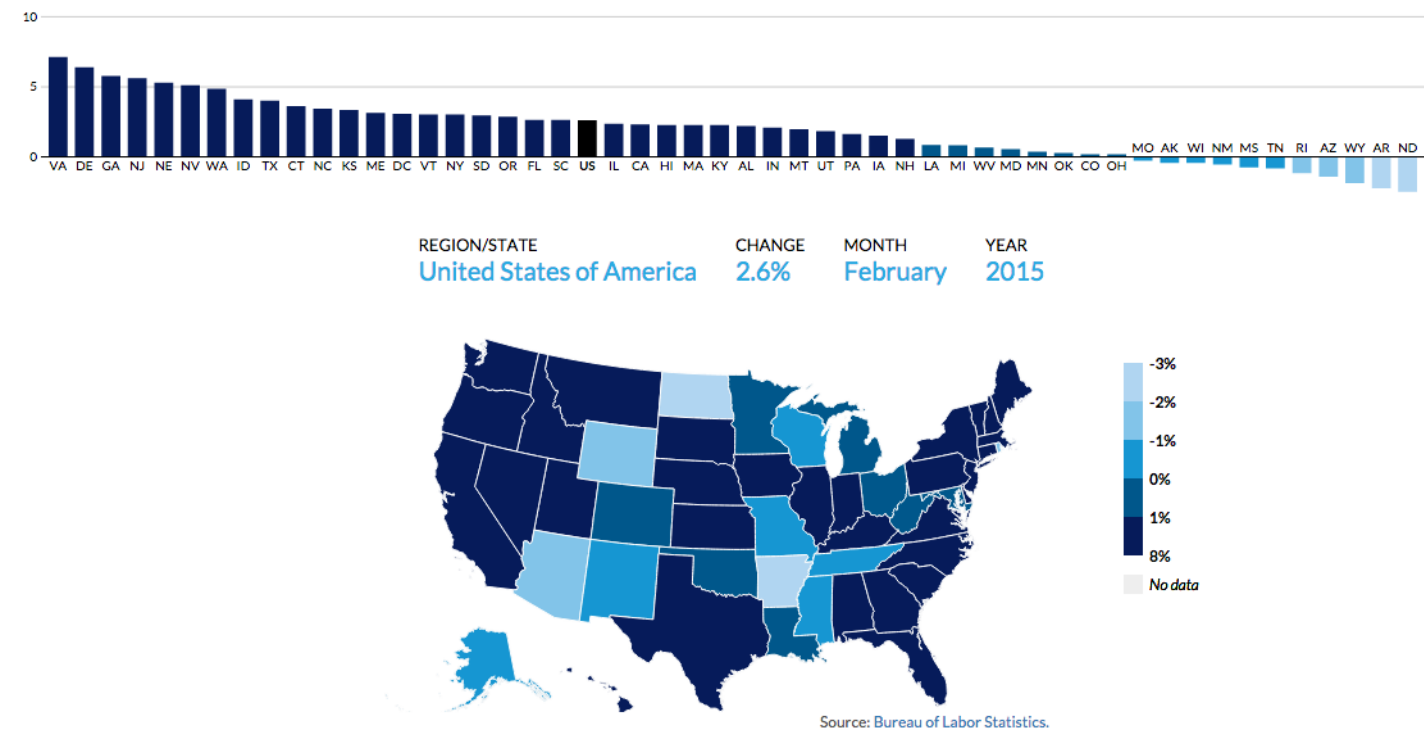 10
5
0
VA DE GA NJ NE NV WA ID TX CT NC KS ME DC VT NY SD OR FL SC US IL CA HI MA KY AL IN MT UT PA IA NH LA MI WV MD MN OK CO OH MO AK WI NM MS TN RI AZ WY AR ND
REGION/STATE CHANGE MONTH YEAR
United States of America 2.6% February 2015
-3%
-2%
-1%
0%
1%
8%
No data
Source: Bureau of Labor Statistics.